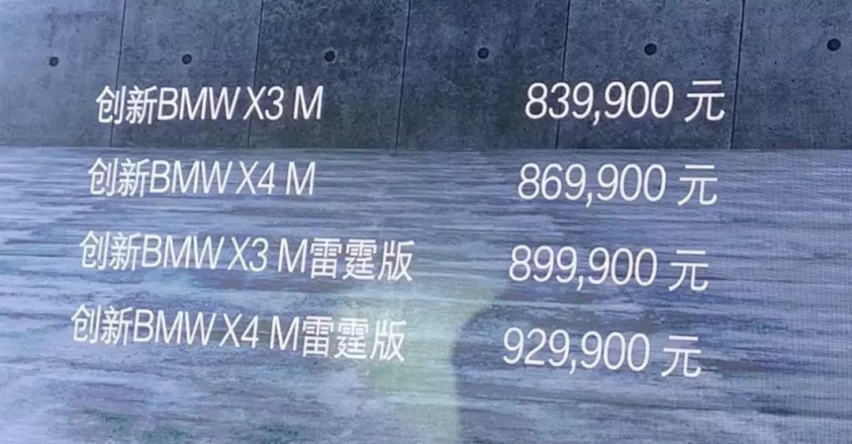 创新BMW X3 M 839,900 元
创新BMW X4 M 869,900 元
创新BMW X3 M雷霆版 899,900 元
创新BMW X4 M雷霆版 929,900 元